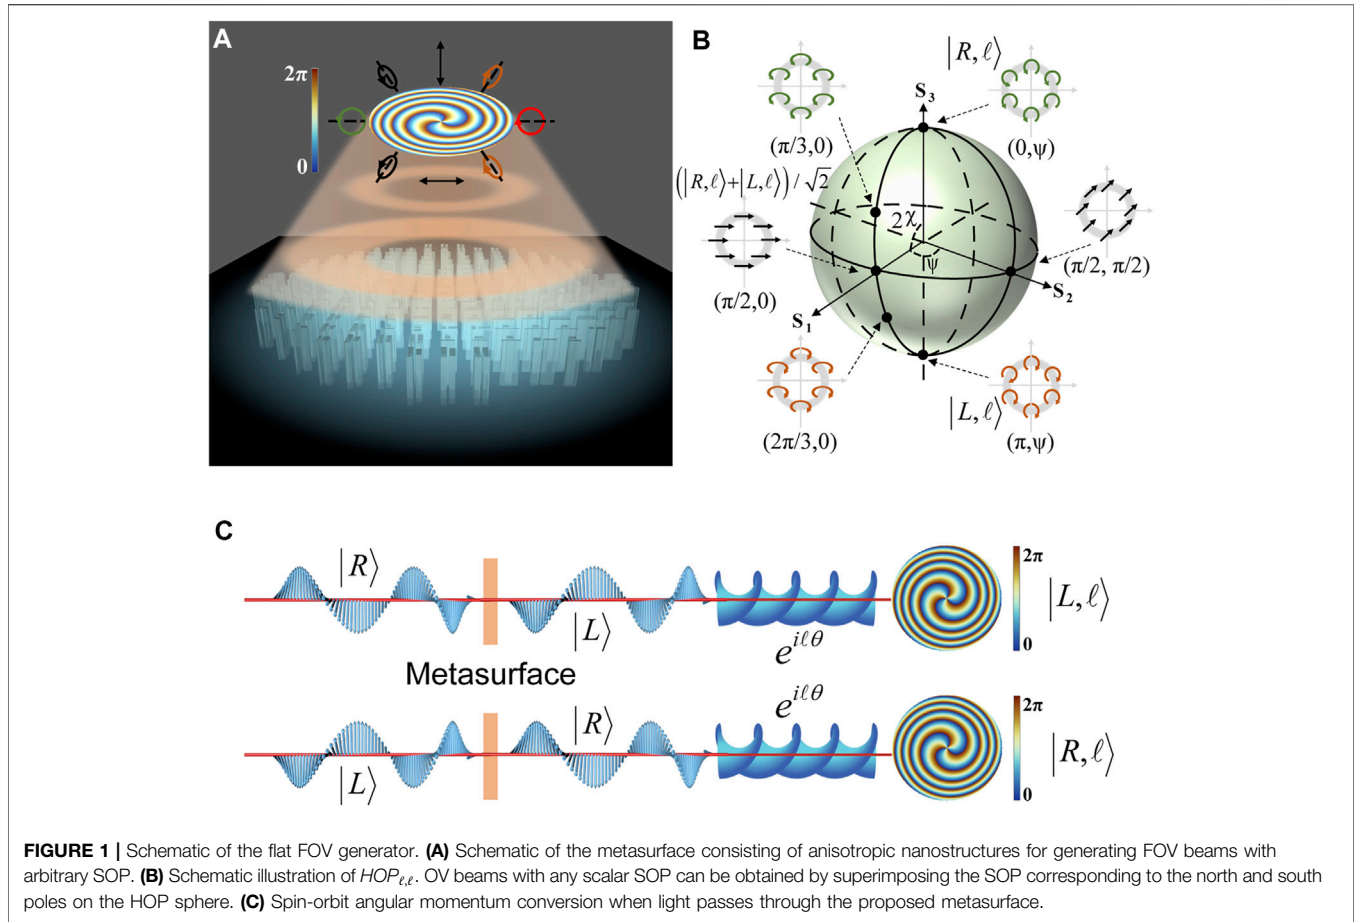 A
2π
0
B
|R,ℓ⟩
S₃
(π/3,0)
(0,ψ)
(|R,ℓ⟩+|L,ℓ⟩)/√2
2χ
ψ
(π/2,0)
(π/2, π/2)
S₁
S₂
|L,ℓ⟩
(2π/3,0)
(π,ψ)
C
|R⟩
|L⟩
e^{iℓθ}
2π
0
|L,ℓ⟩
Metasurface
|L⟩
|R⟩
e^{iℓθ}
2π
0
|R,ℓ⟩
FIGURE 1 | Schematic of the flat FOV generator. (A) Schematic of the metasurface consisting of anisotropic nanostructures for generating FOV beams with
arbitrary SOP. (B) Schematic illustration of HOP_{ℓ,ℓ}. OV beams with any scalar SOP can be obtained by superimposing the SOP corresponding to the north and south
poles on the HOP sphere. (C) Spin-orbit angular momentum conversion when light passes through the proposed metasurface.